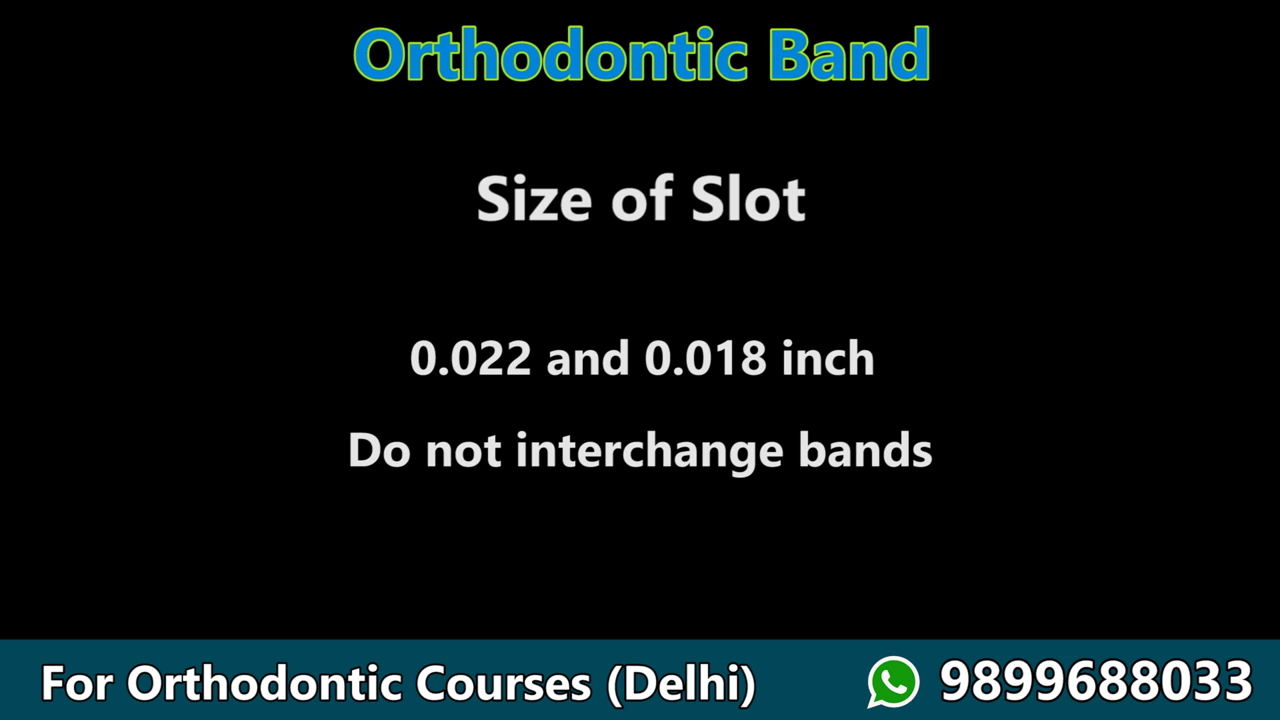 Orthodontic Band
Size of Slot
0.022 and 0.018 inch
Do not interchange bands
For Orthodontic Courses (Delhi) 9899688033